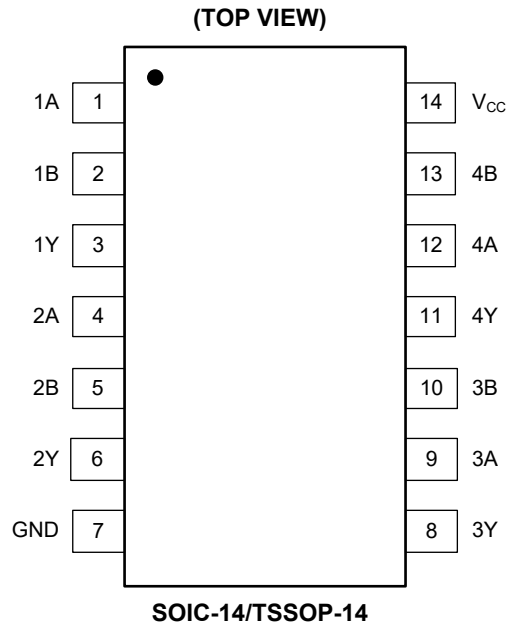 (TOP VIEW)
1A 1 14 VCC
1B 2 13 4B
1Y 3 12 4A
2A 4 11 4Y
2B 5 10 3B
2Y 6 9 3A
GND 7 8 3Y
SOIC-14/TSSOP-14